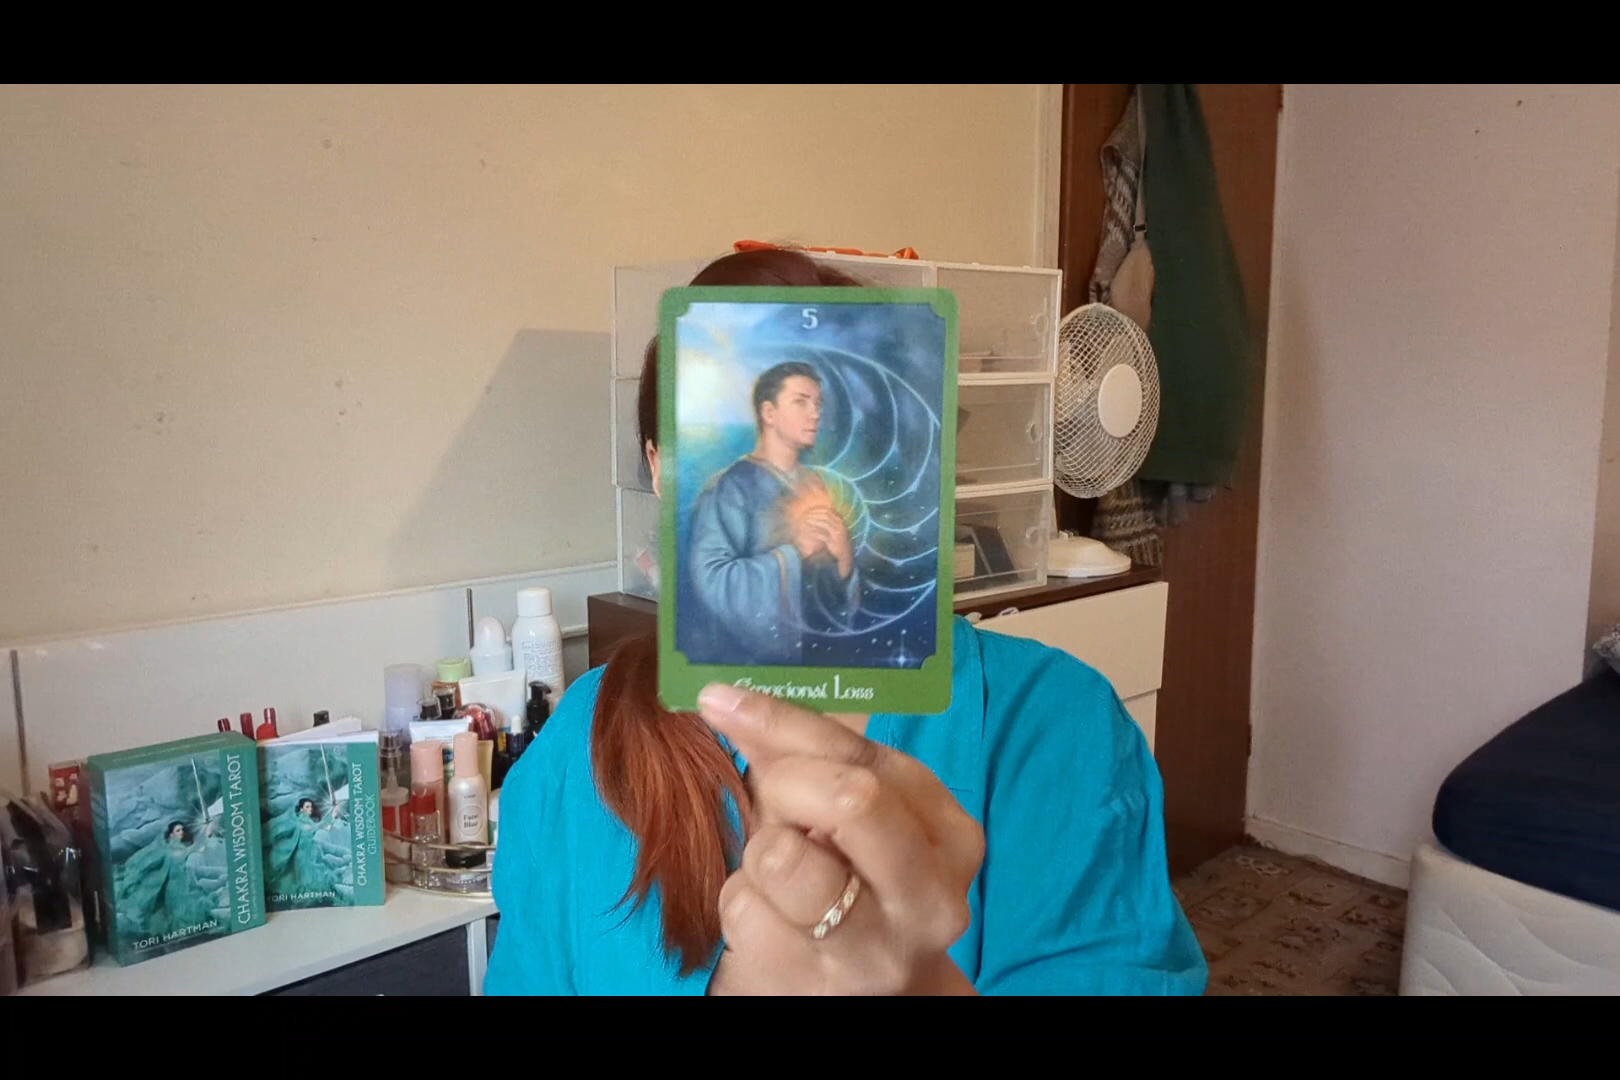 5
Emotional Loss
CHAKRA WISDOM TAROT
TORI HARTMAN
CHAKRA WISDOM TAROT
GUIDEBOOK
TORI HARTMAN